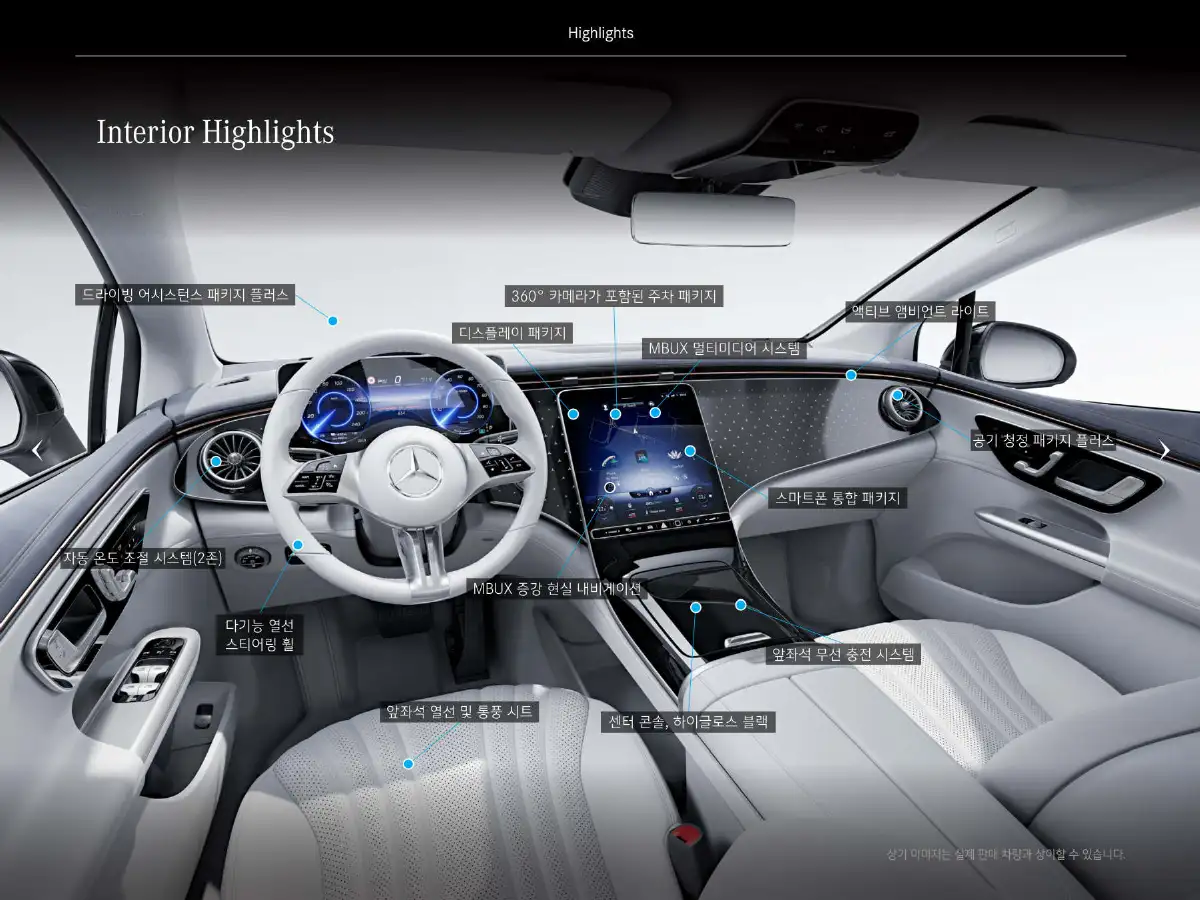 Highlights
Interior Highlights
드라이빙 어시스턴스 패키지 플러스
360° 카메라가 포함된 주차 패키지
액티브 앰비언트 라이트
디스플레이 패키지
MBUX 멀티미디어 시스템
공기 청정 패키지 플러스
스마트폰 통합 패키지
자동 온도 조절 시스템(2존)
MBUX 증강 현실 내비게이션
다기능 열선
스티어링 휠
앞좌석 무선 충전 시스템
앞좌석 열선 및 통풍 시트
센터 콘솔, 하이글로스 블랙
상기 이미지는 실제 판매 차량과 상이할 수 있습니다.